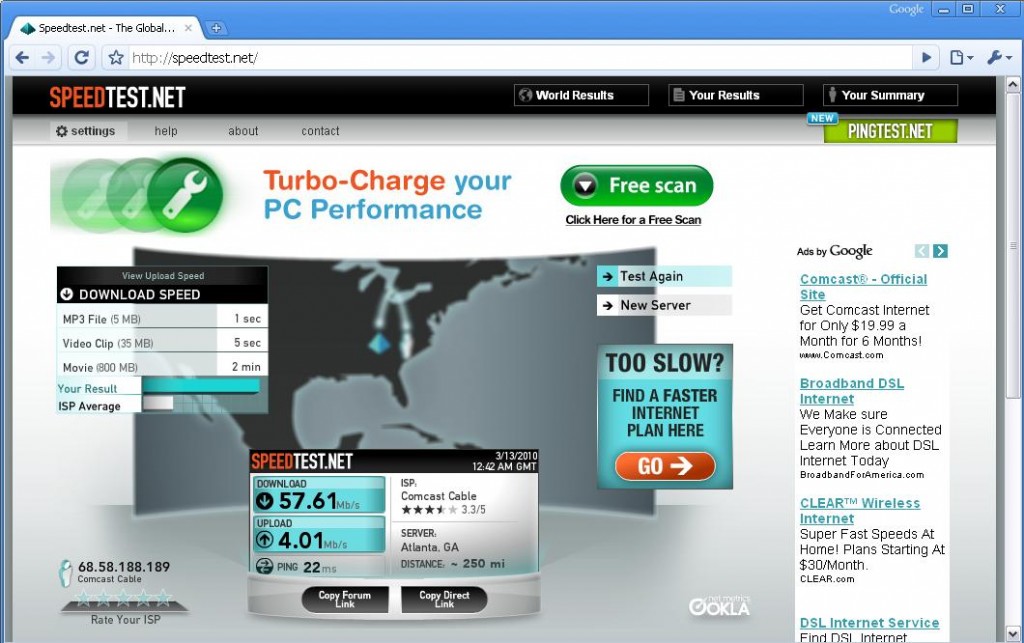 Google
Speedtest.net - The Global...
http://speedtest.net/
SPEEDTEST.NET
World Results
Your Results
Your Summary
settings
help
about
contact
NEW
PINGTEST.NET
Turbo-Charge your
PC Performance
Free scan
Click Here for a Free Scan
View Upload Speed
DOWNLOAD SPEED
MP3 File (5 MB) 1 sec
Video Clip (35 MB) 5 sec
Movie (800 MB) 2 min
Your Result
ISP Average
Test Again
New Server
TOO SLOW?
FIND A FASTER
INTERNET
PLAN HERE
GO
SPEEDTEST.NET
3/13/2010
12:42 AM GMT
DOWNLOAD
57.61 Mb/s
UPLOAD
4.01 Mb/s
PING 22 ms
ISP:
Comcast Cable
3.3/5
SERVER:
Atlanta, GA
DISTANCE: ~ 250 mi
Copy Forum
Link
Copy Direct
Link
68.58.188.189
Comcast Cable
Rate Your ISP
net metrics
OOKLA
Ads by Google
Comcast® - Official
Site
Get Comcast Internet
for Only $19.99 a
Month for 6 Months!
www.Comcast.com
Broadband DSL
Internet
We Make sure
Everyone is Connected
Learn More about DSL
Internet Today
BroadbandForAmerica.com
CLEAR™ Wireless
Internet
Super Fast Speeds At
Home! Plans Starting At
$30/Month.
CLEAR.com
DSL Internet Service
Find DSL Internet